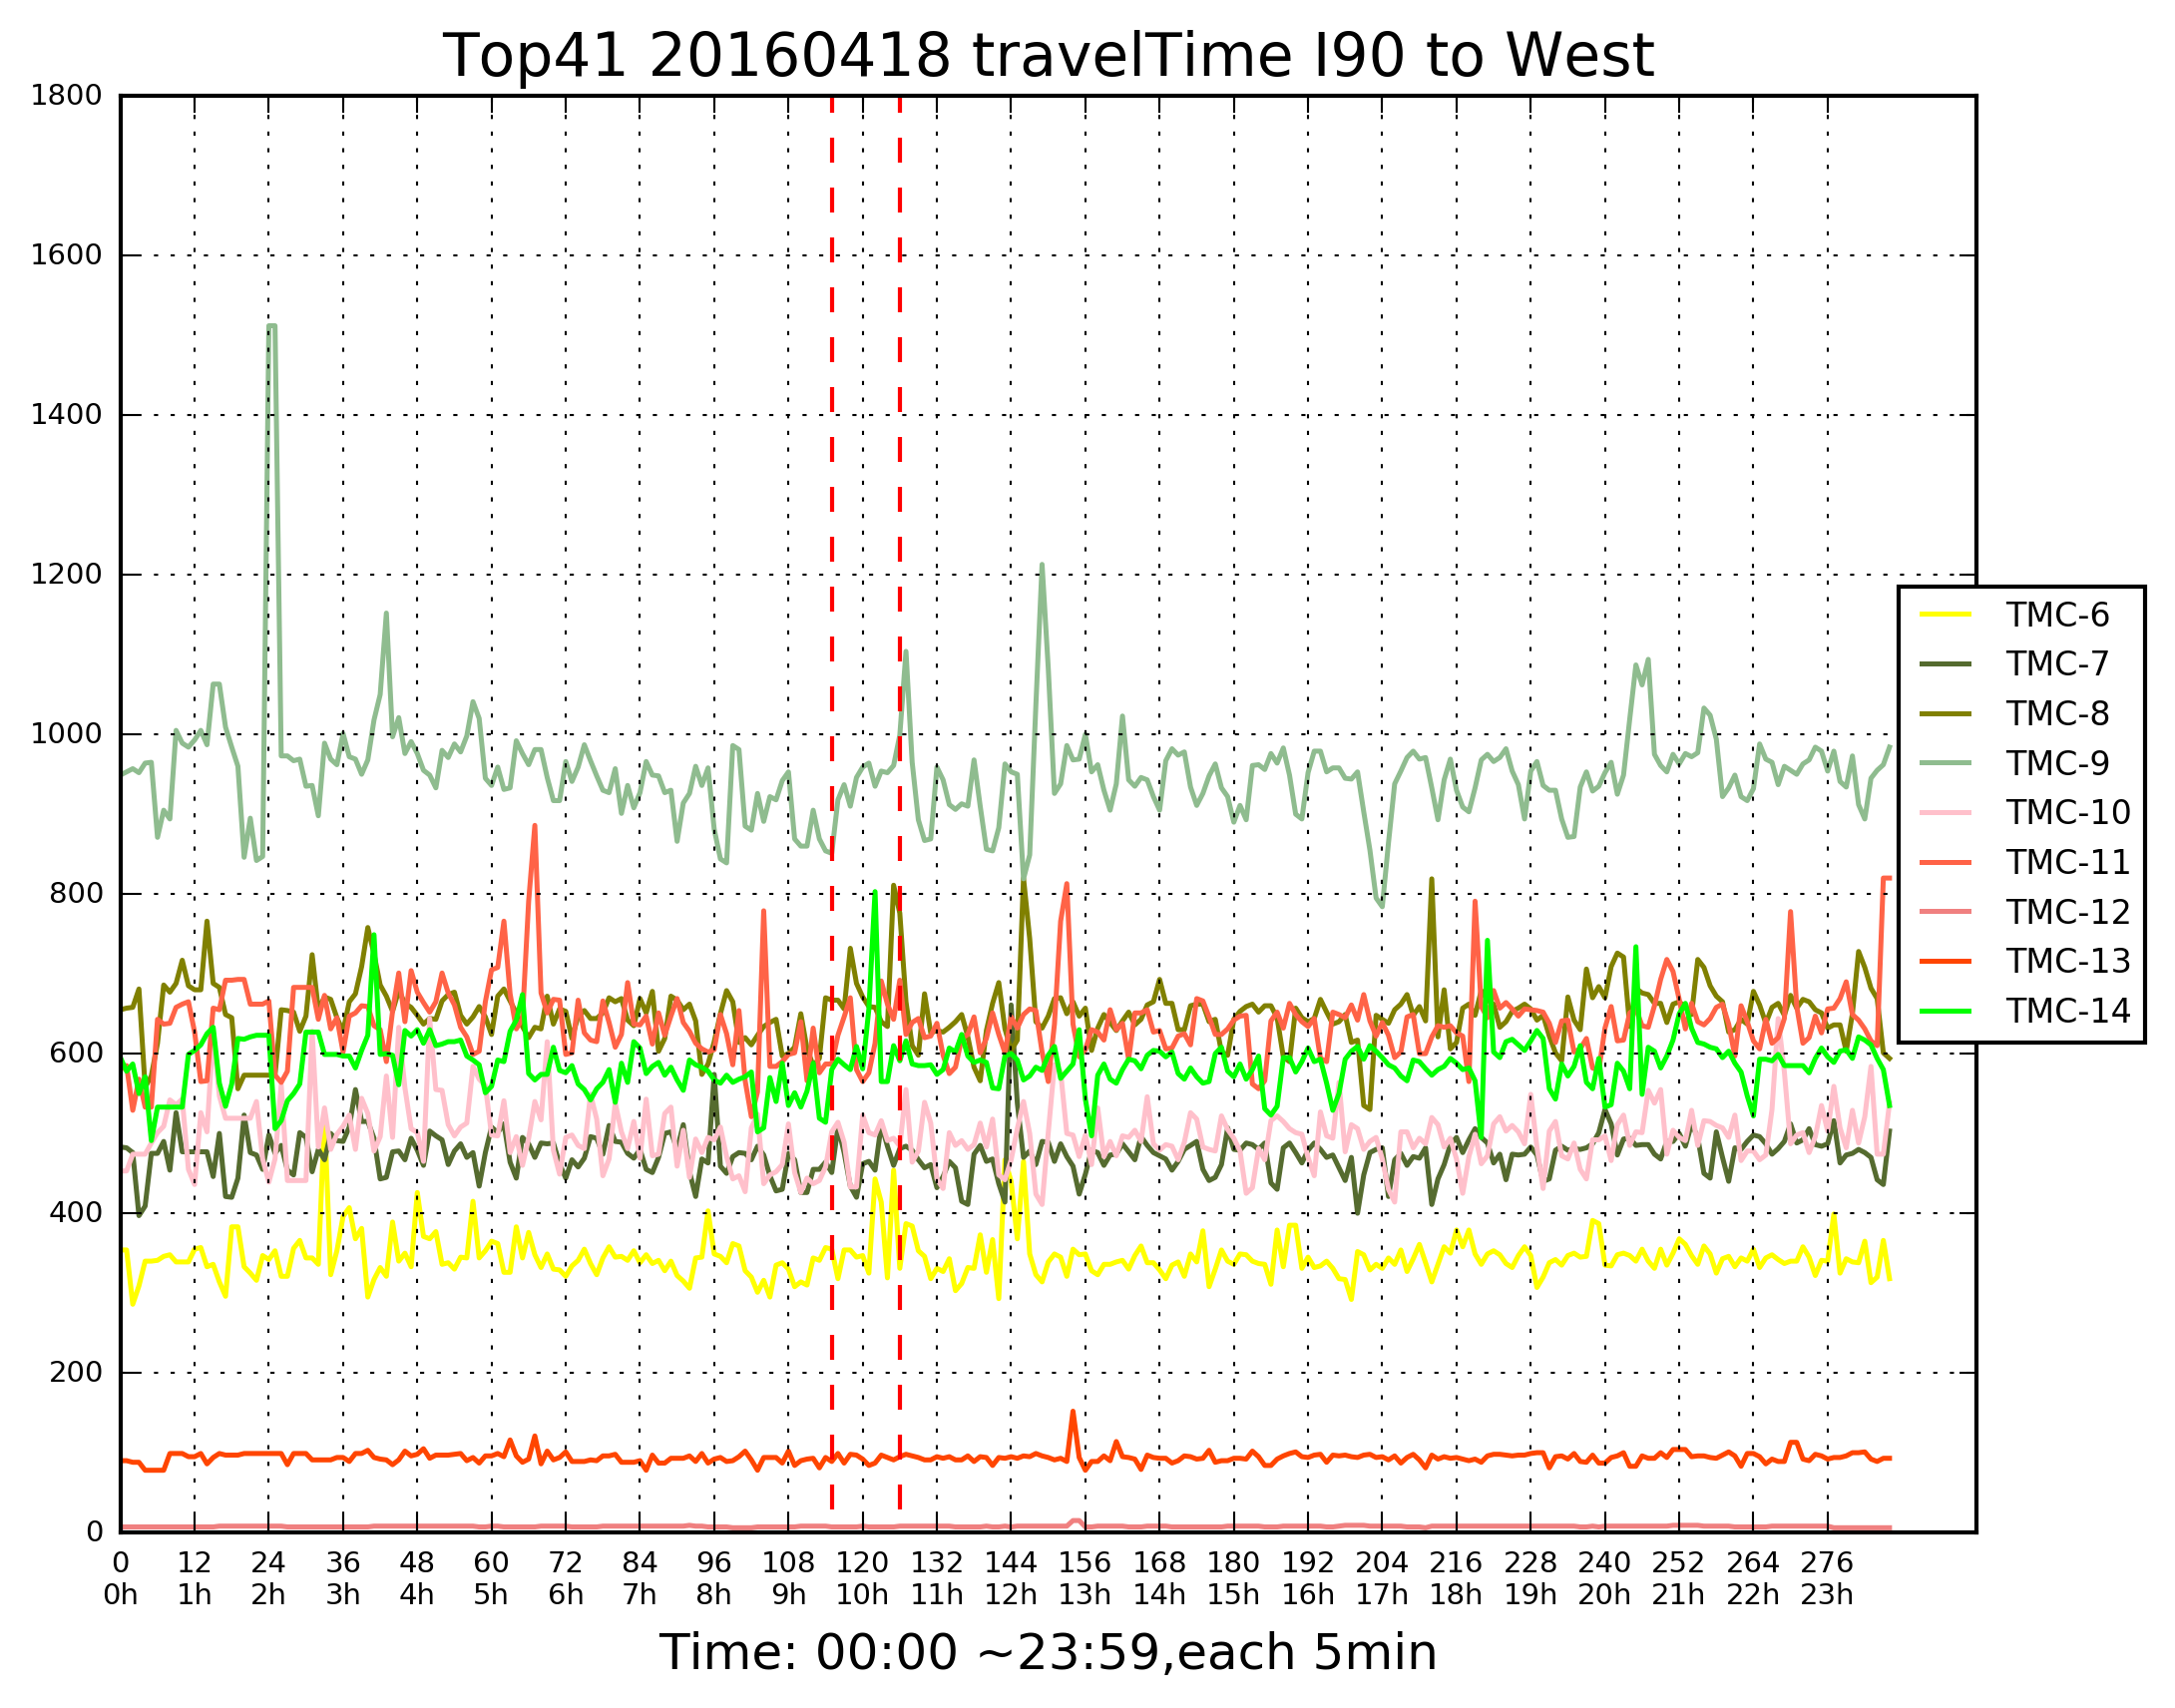 Top41 20160418 travelTime I90 to West
1800
1600
1400
1200
1000
800
600
400
200
0
TMC-6
TMC-7
TMC-8
TMC-9
TMC-10
TMC-11
TMC-12
TMC-13
TMC-14
0 12 24 36 48 60 72 84 96 108 120 132 144 156 168 180 192 204 216 228 240 252 264 276
0h 1h 2h 3h 4h 5h 6h 7h 8h 9h 10h 11h 12h 13h 14h 15h 16h 17h 18h 19h 20h 21h 22h 23h
Time: 00:00 ~23:59,each 5min